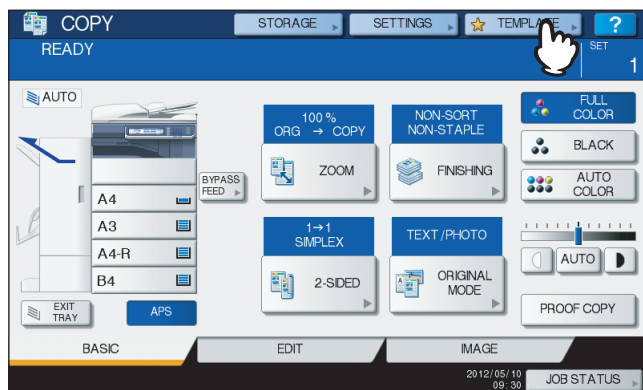 COPY
STORAGE
SETTINGS
TEMPLATE
?
READY
SET
1
AUTO
100 %
ORG → COPY
NON-SORT
NON-STAPLE
FULL
COLOR
BLACK
ZOOM
FINISHING
BYPASS
FEED
AUTO
COLOR
A4
A3
A4-R
B4
1→1
SIMPLEX
TEXT/PHOTO
2-SIDED
ORIGINAL
MODE
AUTO
EXIT
TRAY
APS
PROOF COPY
BASIC
EDIT
IMAGE
2012/05/10
09:30
JOB STATUS